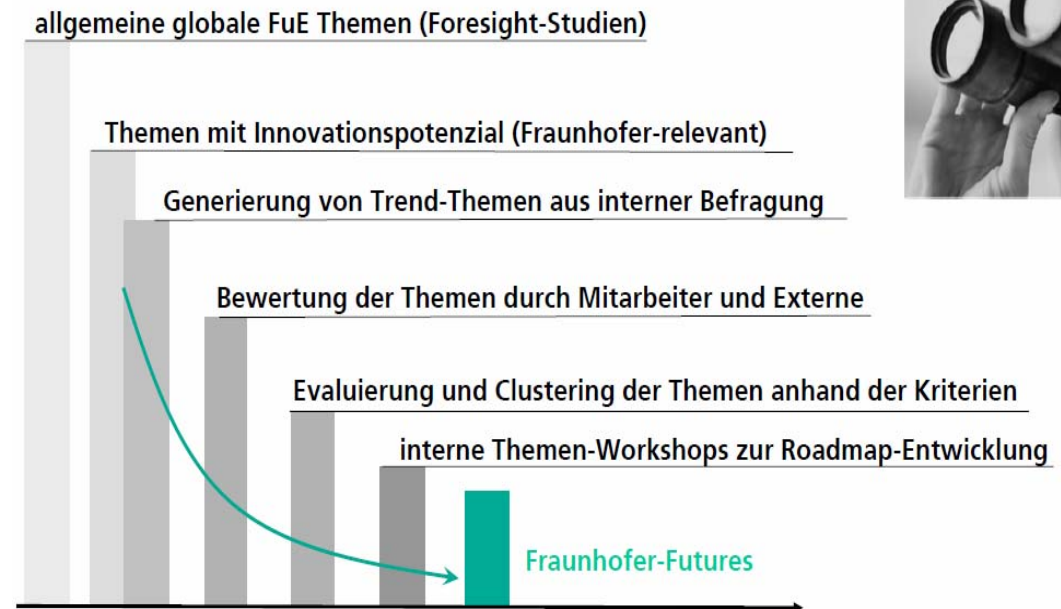 allgemeine globale FuE Themen (Foresight-Studien)
Themen mit Innovationspotenzial (Fraunhofer-relevant)
Generierung von Trend-Themen aus interner Befragung
Bewertung der Themen durch Mitarbeiter und Externe
Evaluierung und Clustering der Themen anhand der Kriterien
interne Themen-Workshops zur Roadmap-Entwicklung
Fraunhofer-Futures